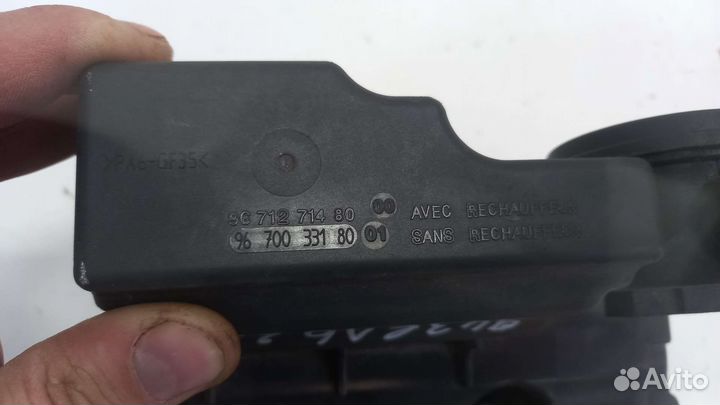 >PA6-GF35<
96 712 714 80 00 AVEC RECHAUFFEUR
96 700 331 80 01 SANS RECHAUFFEUR
Avito